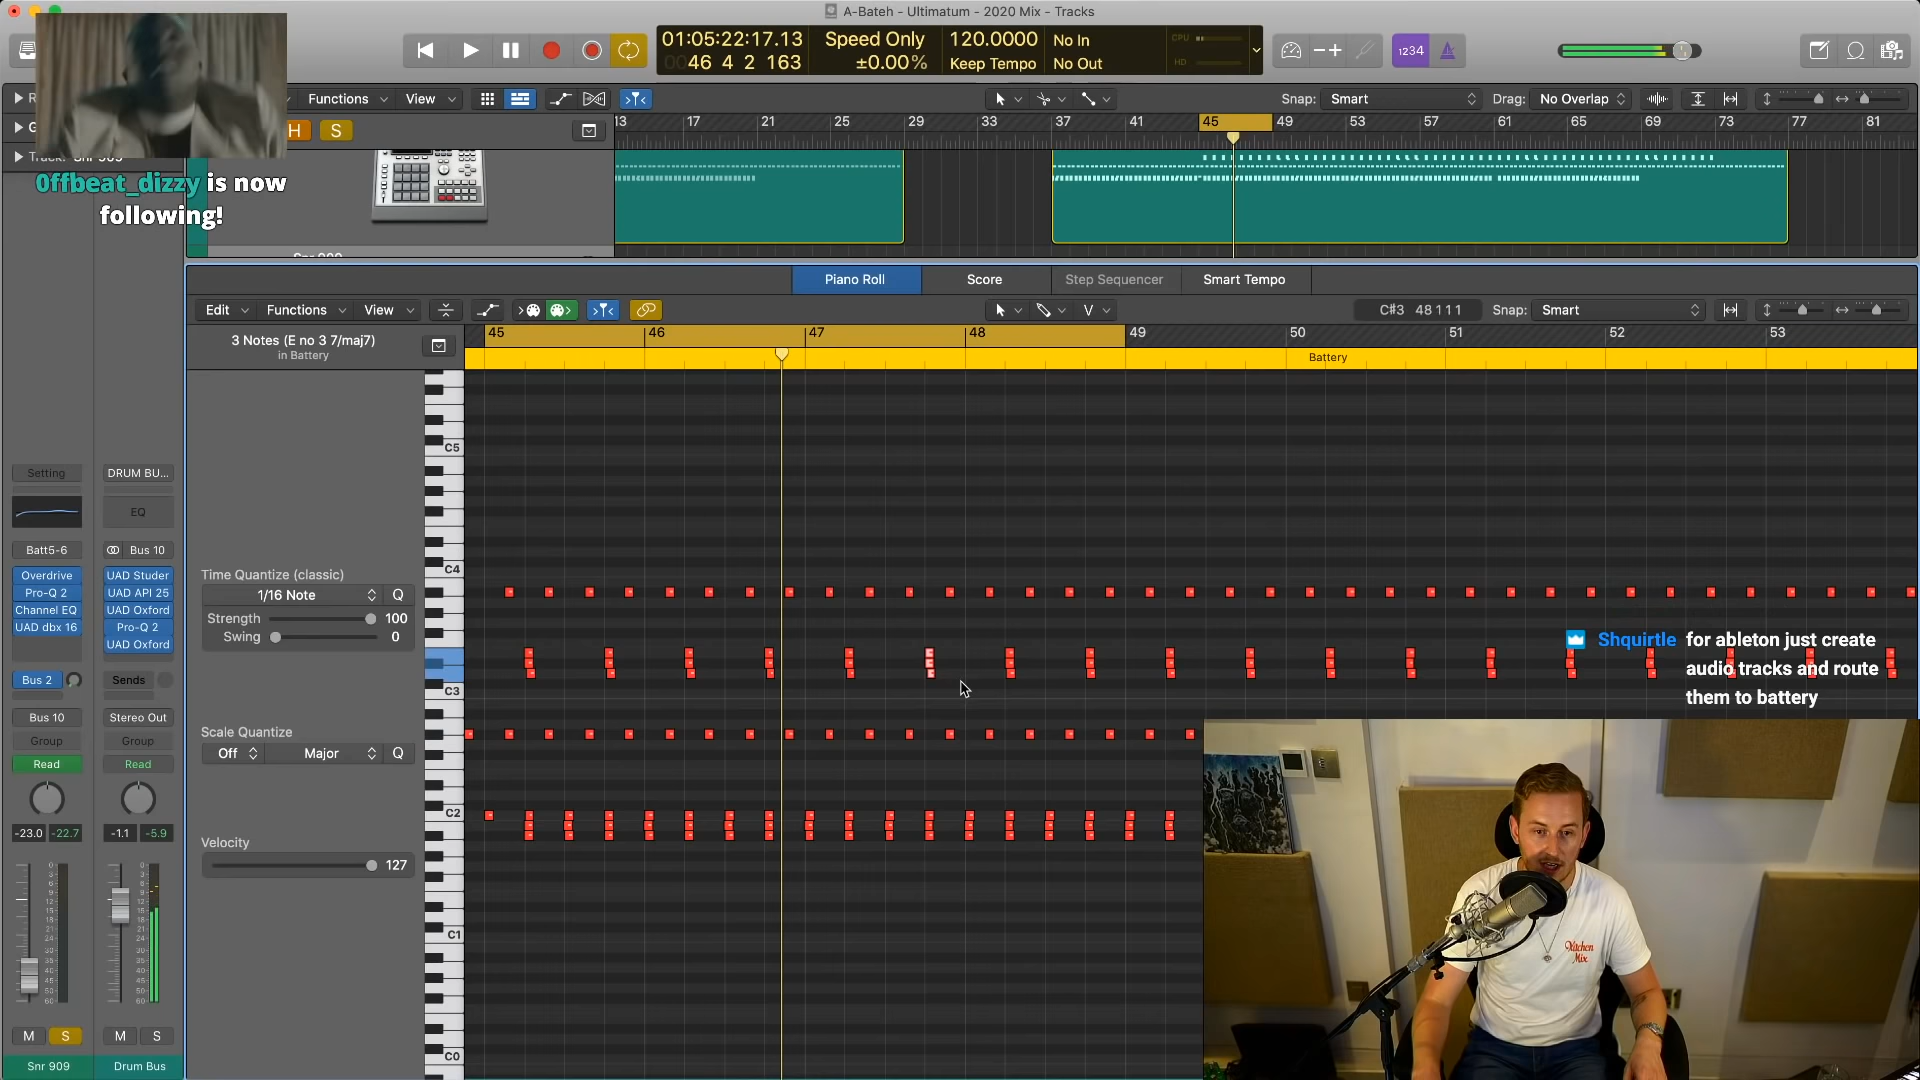 A-Bateh - Ultimatum - 2020 Mix - Tracks
01:05:22:17.13
0046 4 2 163
Speed Only
±0.00%
120.0000
Keep Tempo
No In
No Out
CPU
HD
1234
Functions
View
Snap:
Smart
Drag:
No Overlap
H
S
13 17 21 25 29 33 37 41 45 49 53 57 61 65 69 73 77 81
0ffbeat_dizzy is now
following!
Piano Roll
Score
Step Sequencer
Smart Tempo
Edit
Functions
View
V
C#3 48 1 1 1
Snap:
Smart
3 Notes (E no 3 7/maj7)
in Battery
45 46 47 48 49 50 51 52 53
Battery
C5
C4
C3
C2
C1
C0
Time Quantize (classic)
1/16 Note
Q
Strength
100
Swing
0
Scale Quantize
Off
Major
Q
Velocity
127
Setting
DRUM BU...
EQ
Batt5-6
Bus 10
Overdrive
UAD Studer
Pro-Q 2
UAD API 25
Channel EQ
UAD Oxford
UAD dbx 16
Pro-Q 2
UAD Oxford
Bus 2
Sends
Bus 10
Stereo Out
Group
Group
Read
Read
-23.0
-22.7
-1.1
-5.9
M
S
M
S
Snr 909
Drum Bus
Shquirtle for ableton just create
audio tracks and route
them to battery
Kitchen
Mix